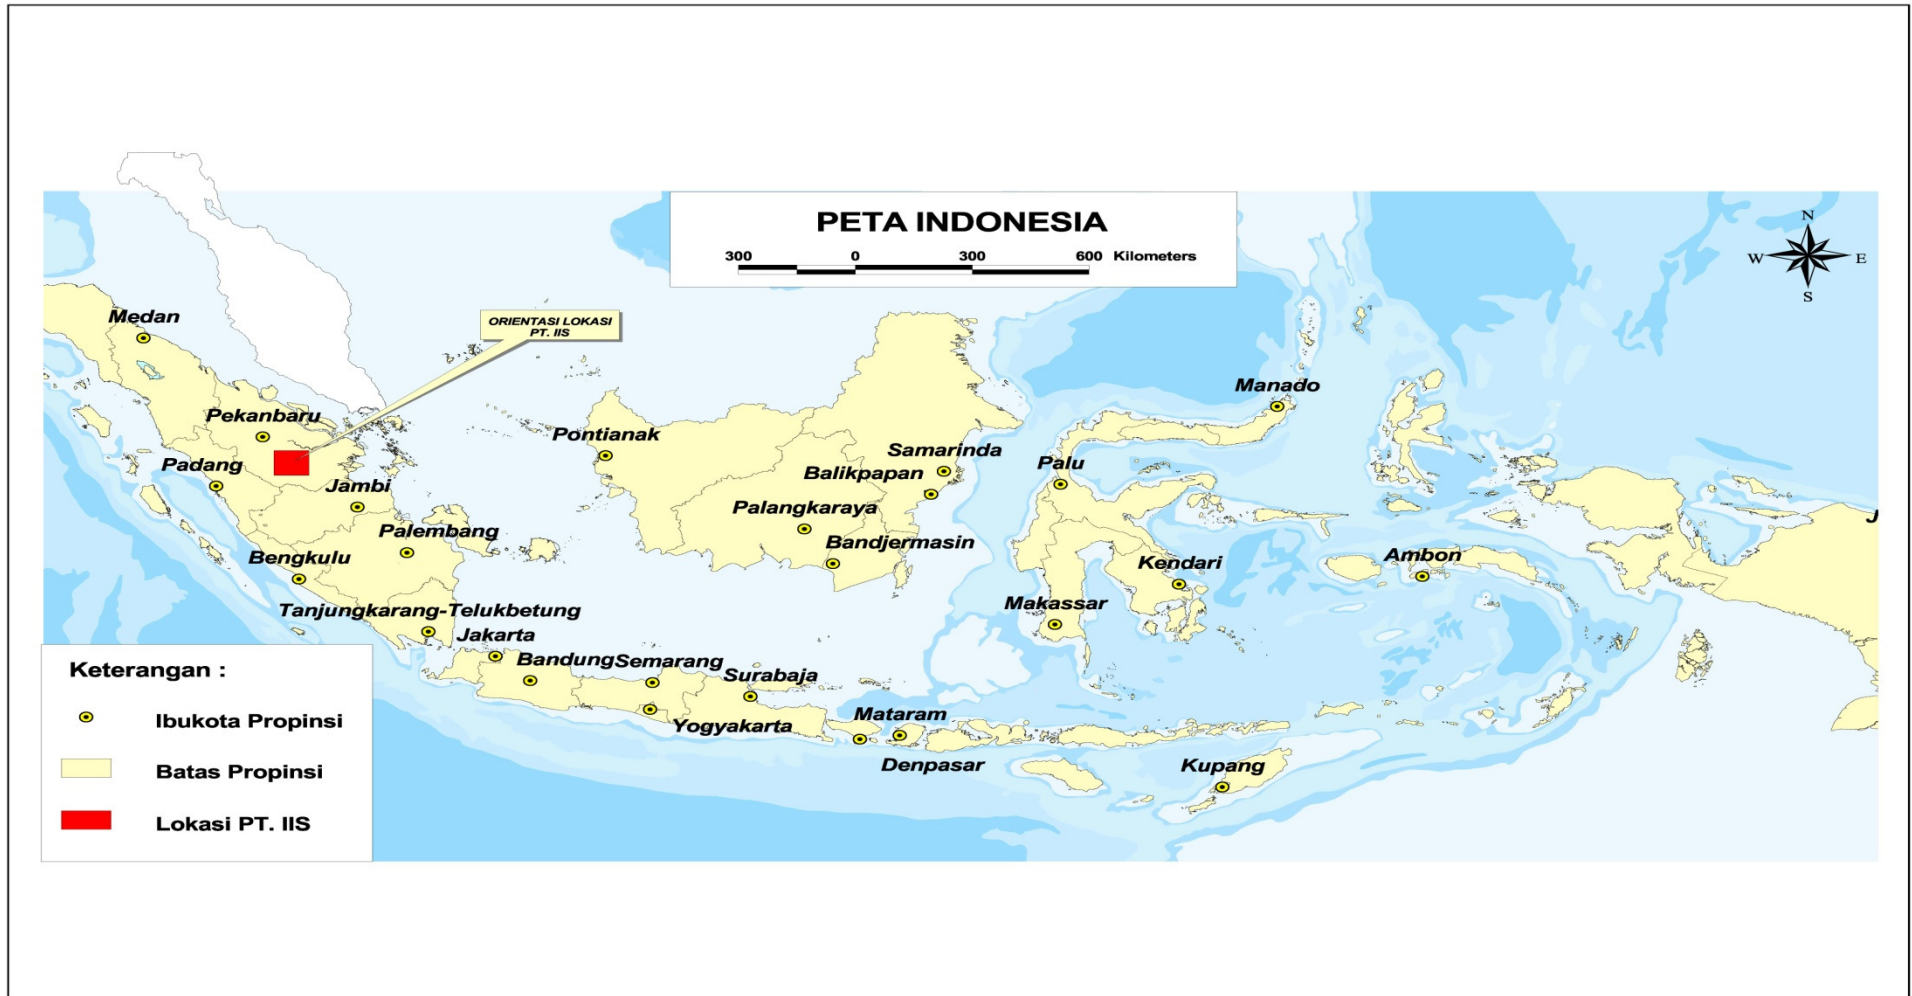 PETA INDONESIA
300 0 300 600 Kilometers
N
W E
S
ORIENTASI LOKASI
PT. IIS
Medan
Pekanbaru
Padang
Jambi
Palembang
Bengkulu
Tanjungkarang-Telukbetung
Jakarta
Bandung
Semarang
Surabaja
Yogyakarta
Mataram
Denpasar
Kupang
Pontianak
Samarinda
Balikpapan
Palangkaraya
Bandjermasin
Manado
Palu
Kendari
Makassar
Ambon
J
Keterangan :
Ibukota Propinsi
Batas Propinsi
Lokasi PT. IIS